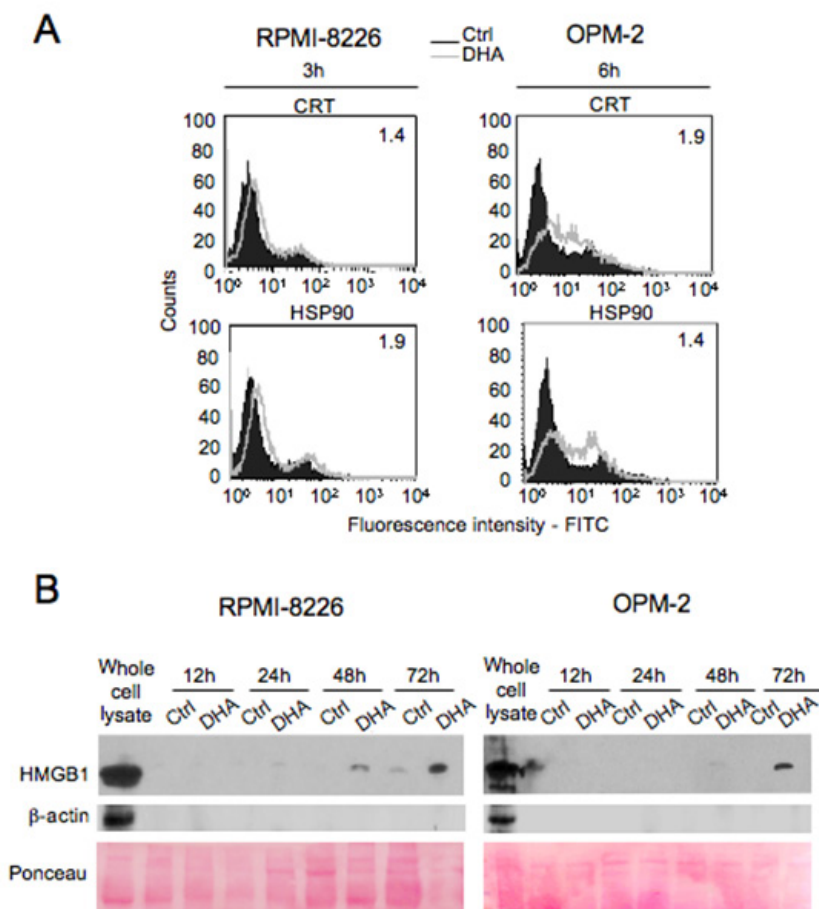 A
RPMI-8226
Ctrl
DHA
OPM-2
3h
6h
CRT
CRT
100
80
60
40
20
0
1.4
10⁰ 10¹ 10² 10³ 10⁴
100
80
60
40
20
0
1.9
10⁰ 10¹ 10² 10³ 10⁴
Counts
HSP90
HSP90
100
80
60
40
20
0
1.9
10⁰ 10¹ 10² 10³ 10⁴
100
80
60
40
20
0
1.4
10⁰ 10¹ 10² 10³ 10⁴
Fluorescence intensity - FITC
B
RPMI-8226
OPM-2
Whole cell lysate
12h 24h 48h 72h
Ctrl DHA Ctrl DHA Ctrl DHA Ctrl DHA
Whole cell lysate
12h 24h 48h 72h
Ctrl DHA Ctrl DHA Ctrl DHA Ctrl DHA
HMGB1
β-actin
Ponceau